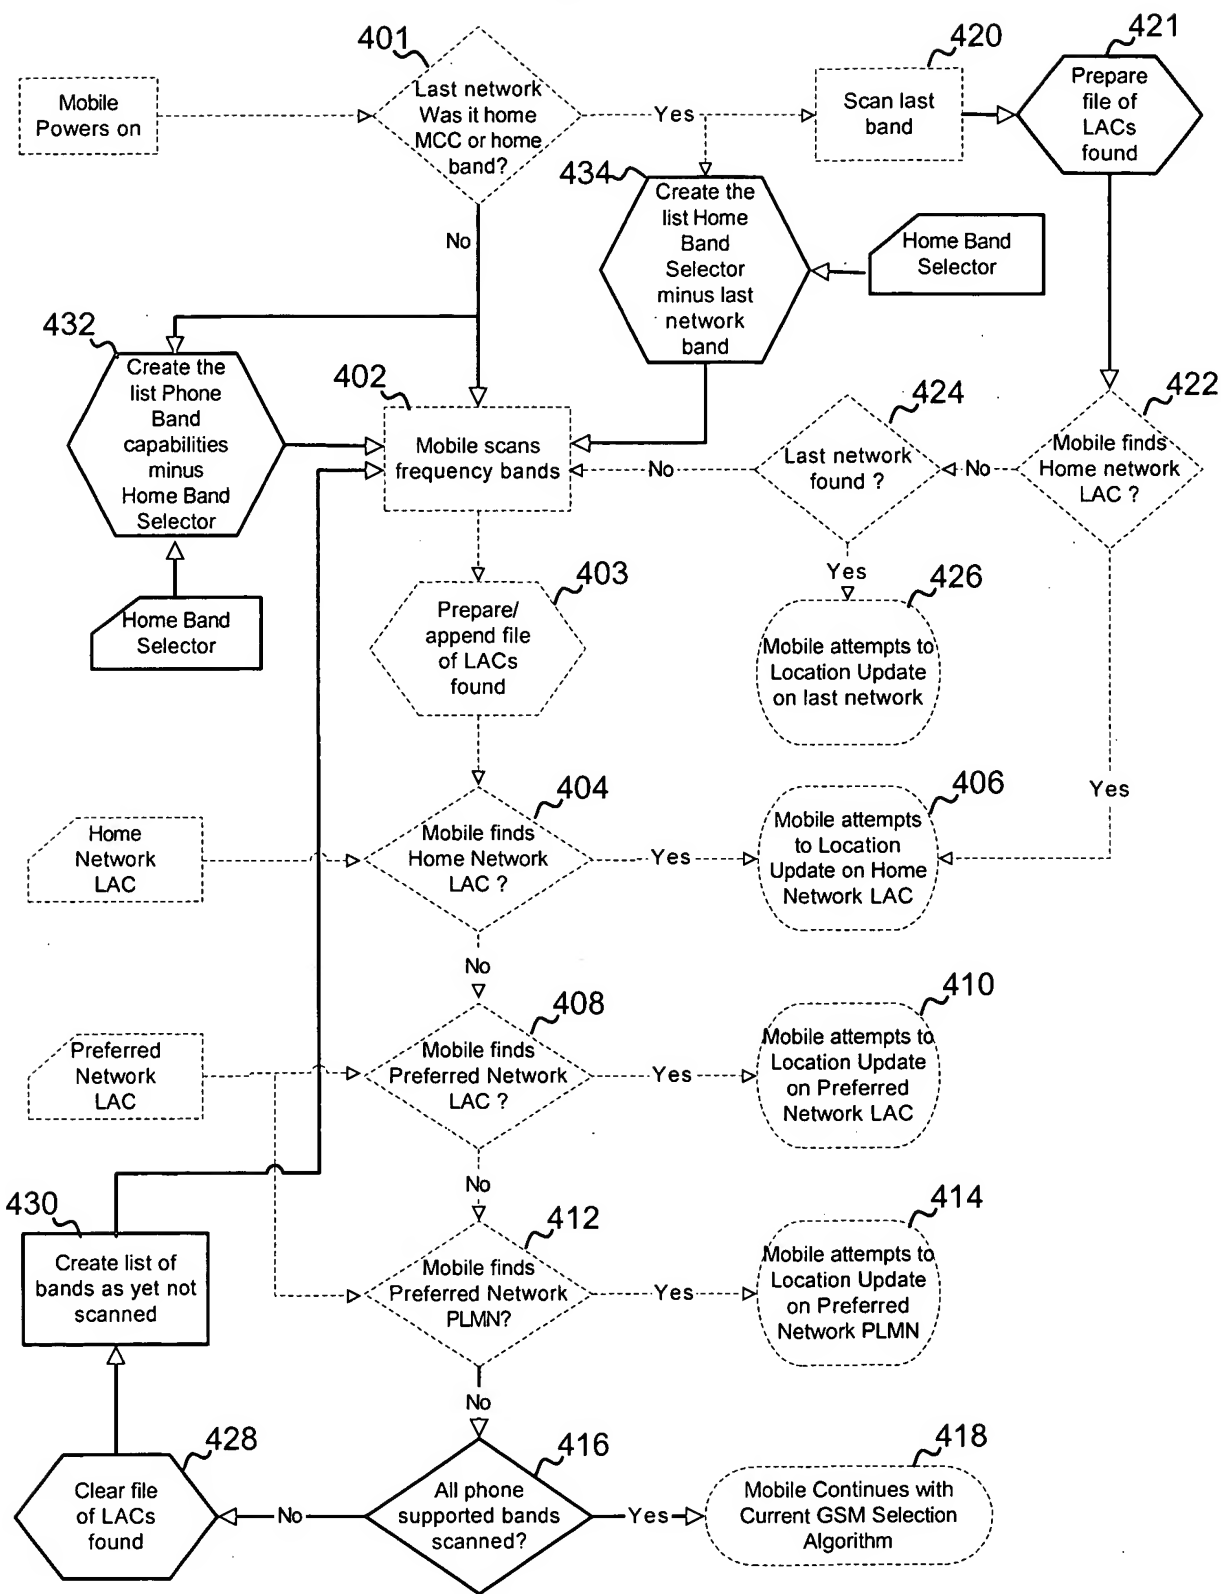 401
420
421
Mobile
Powers on
Last network
Was it home
MCC or home
band?
Yes
Scan last
band
Prepare
file of
LACs
found
No
434
Create the
list Home
Band
Selector
minus last
network
band
Home Band
Selector
432
Create the
list Phone
Band
capabilities
minus
Home Band
Selector
402
Mobile scans
frequency bands
424
Last network
found ?
No
No
422
Mobile finds
Home network
LAC ?
Yes
Home Band
Selector
403
Prepare/
append file
of LACs
found
426
Mobile attempts to
Location Update
on last network
Yes
Home
Network
LAC
404
Mobile finds
Home Network
LAC ?
Yes
406
Mobile attempts
to Location
Update on Home
Network LAC
No
Preferred
Network
LAC
408
Mobile finds
Preferred Network
LAC ?
Yes
410
Mobile attempts to
Location Update
on Preferred
Network LAC
No
430
Create list of
bands as yet not
scanned
412
Mobile finds
Preferred Network
PLMN?
Yes
414
Mobile attempts to
Location Update
on Preferred
Network PLMN
No
428
Clear file
of LACs
found
No
416
All phone
supported bands
scanned?
Yes
418
Mobile Continues with
Current GSM Selection
Algorithm